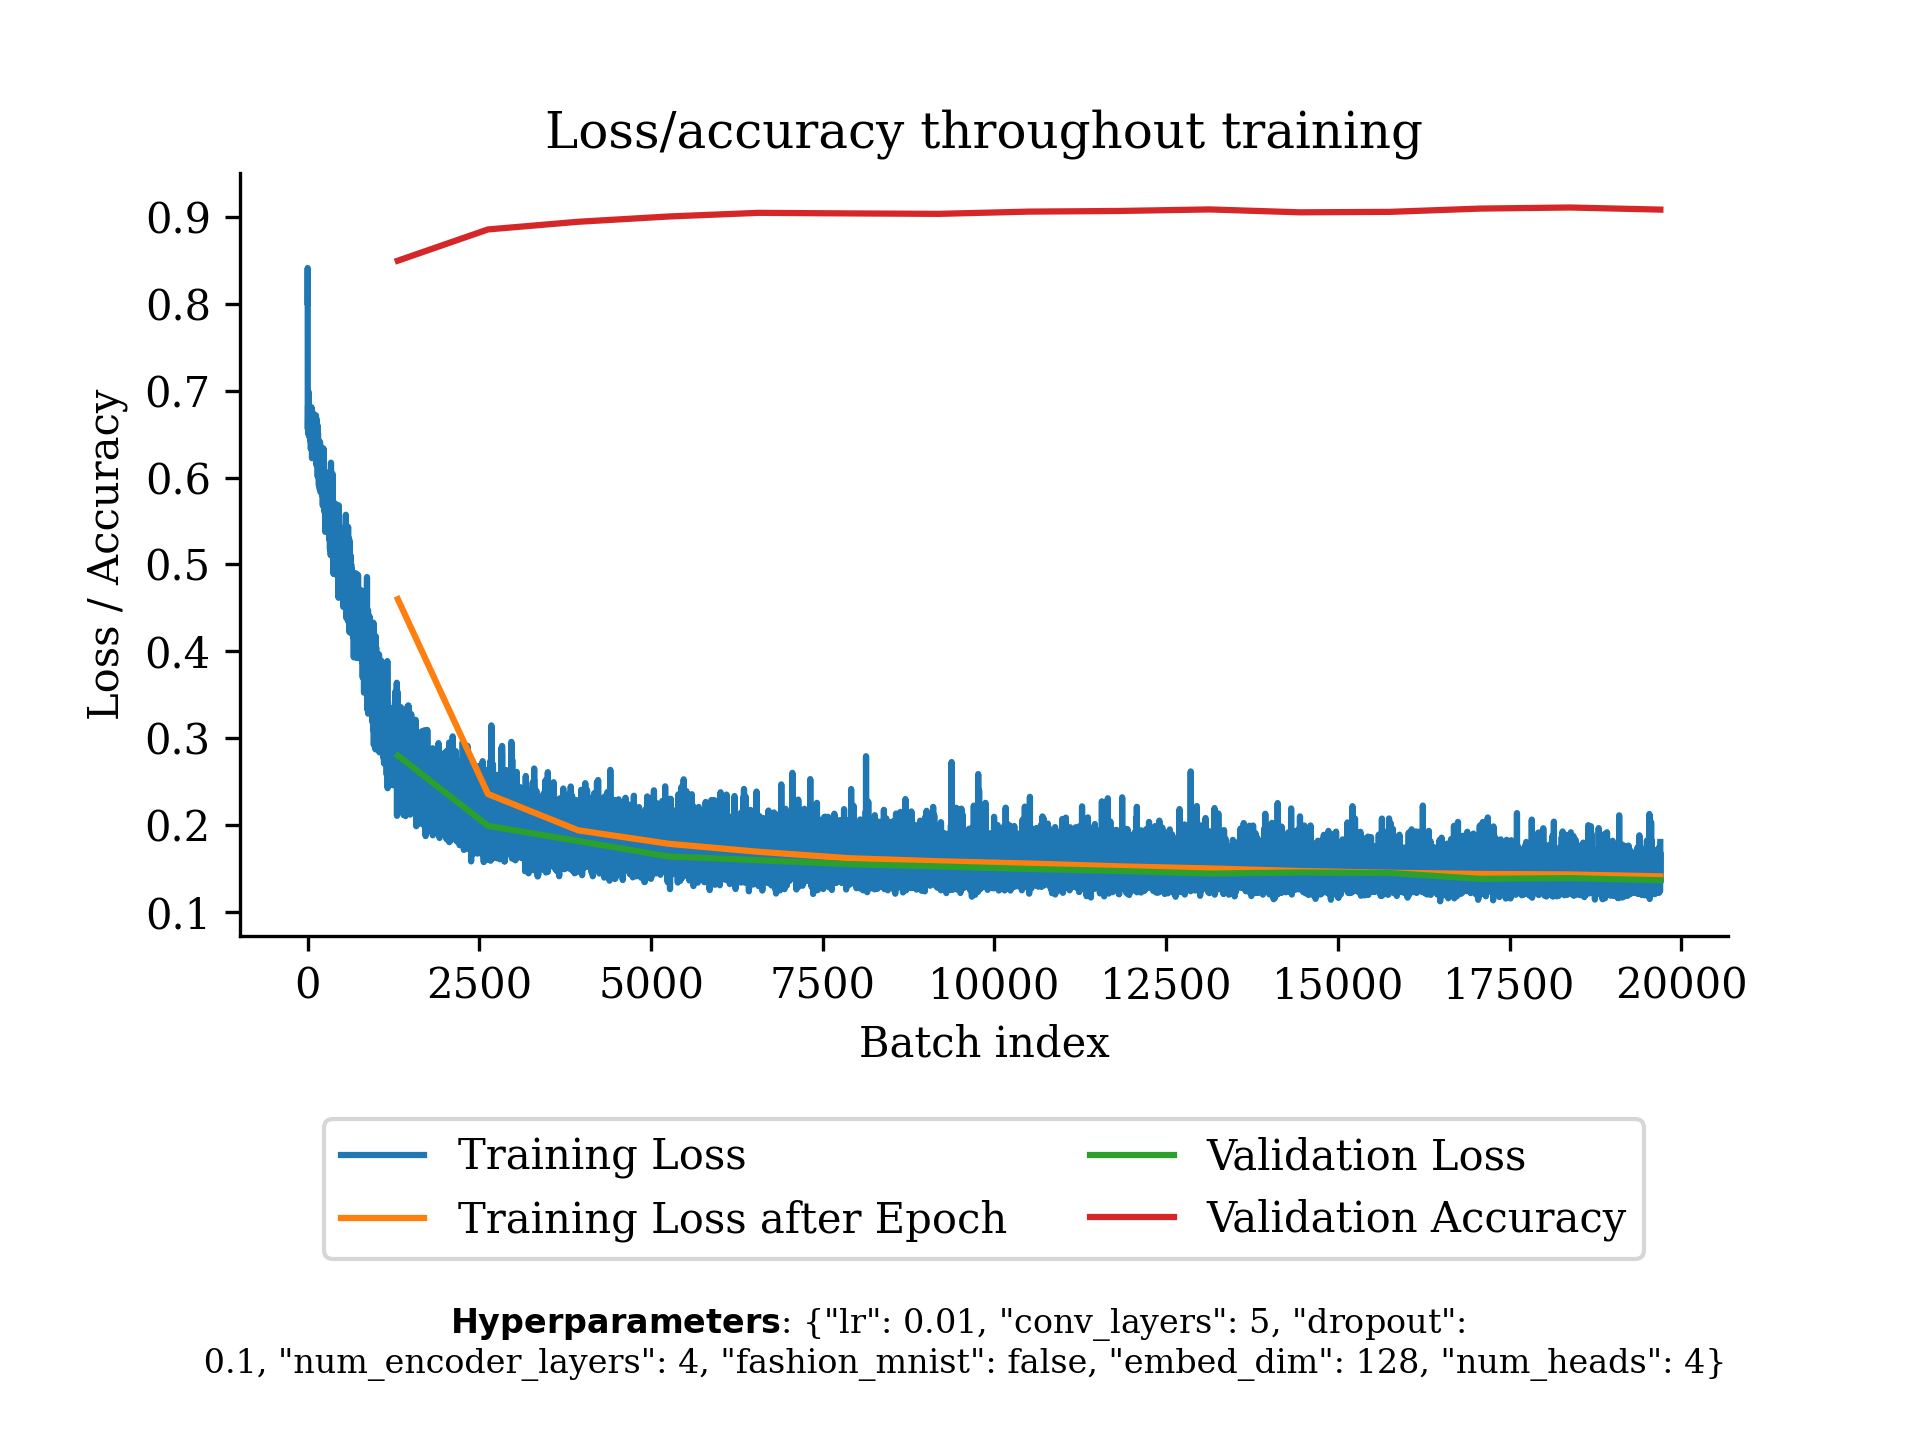 Loss/accuracy throughout training
0.9
0.8
0.7
0.6
0.5
0.4
0.3
0.2
0.1
Loss / Accuracy
0 2500 5000 7500 10000 12500 15000 17500 20000
Batch index
Training Loss
Training Loss after Epoch
Validation Loss
Validation Accuracy
Hyperparameters: {"lr": 0.01, "conv_layers": 5, "dropout":
0.1, "num_encoder_layers": 4, "fashion_mnist": false, "embed_dim": 128, "num_heads": 4}